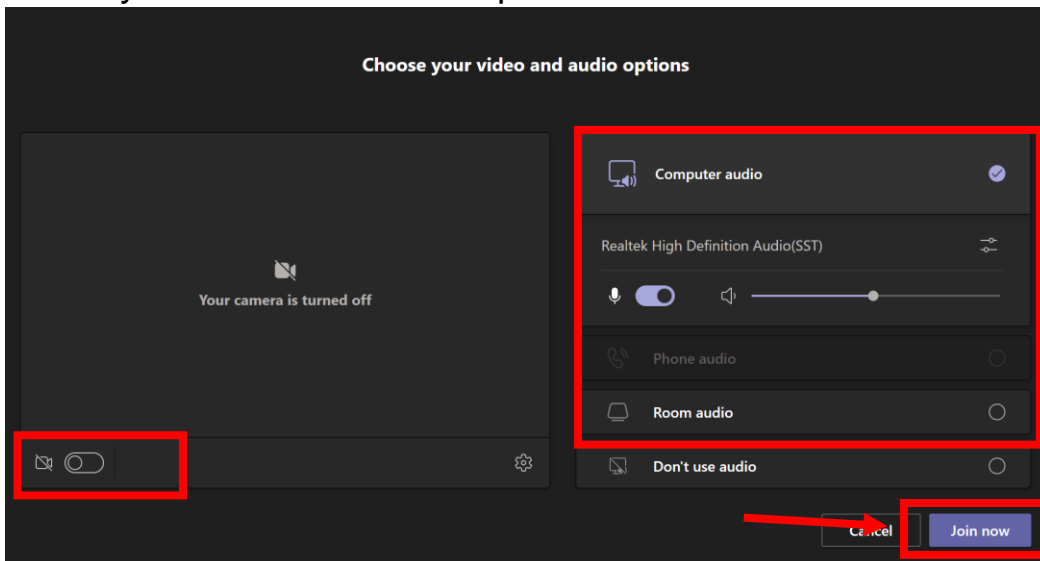 Choose your video and audio options
Computer audio
Realtek High Definition Audio(SST)
Your camera is turned off
Phone audio
Room audio
Don't use audio
Cancel
Join now